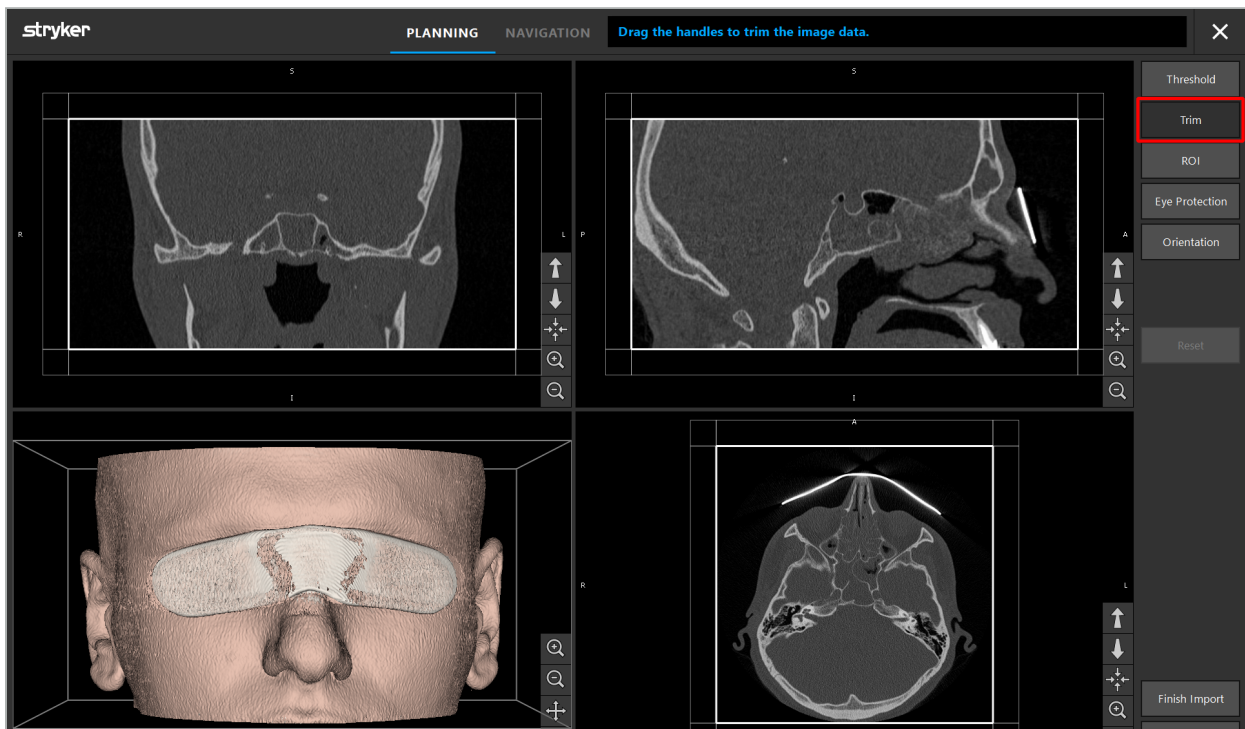 stryker
PLANNING NAVIGATION Drag the handles to trim the image data.
S
S
Threshold
Trim
ROI
Eye Protection
R
L
P
A
Orientation
Reset
I
I
A
R
L
Finish Import